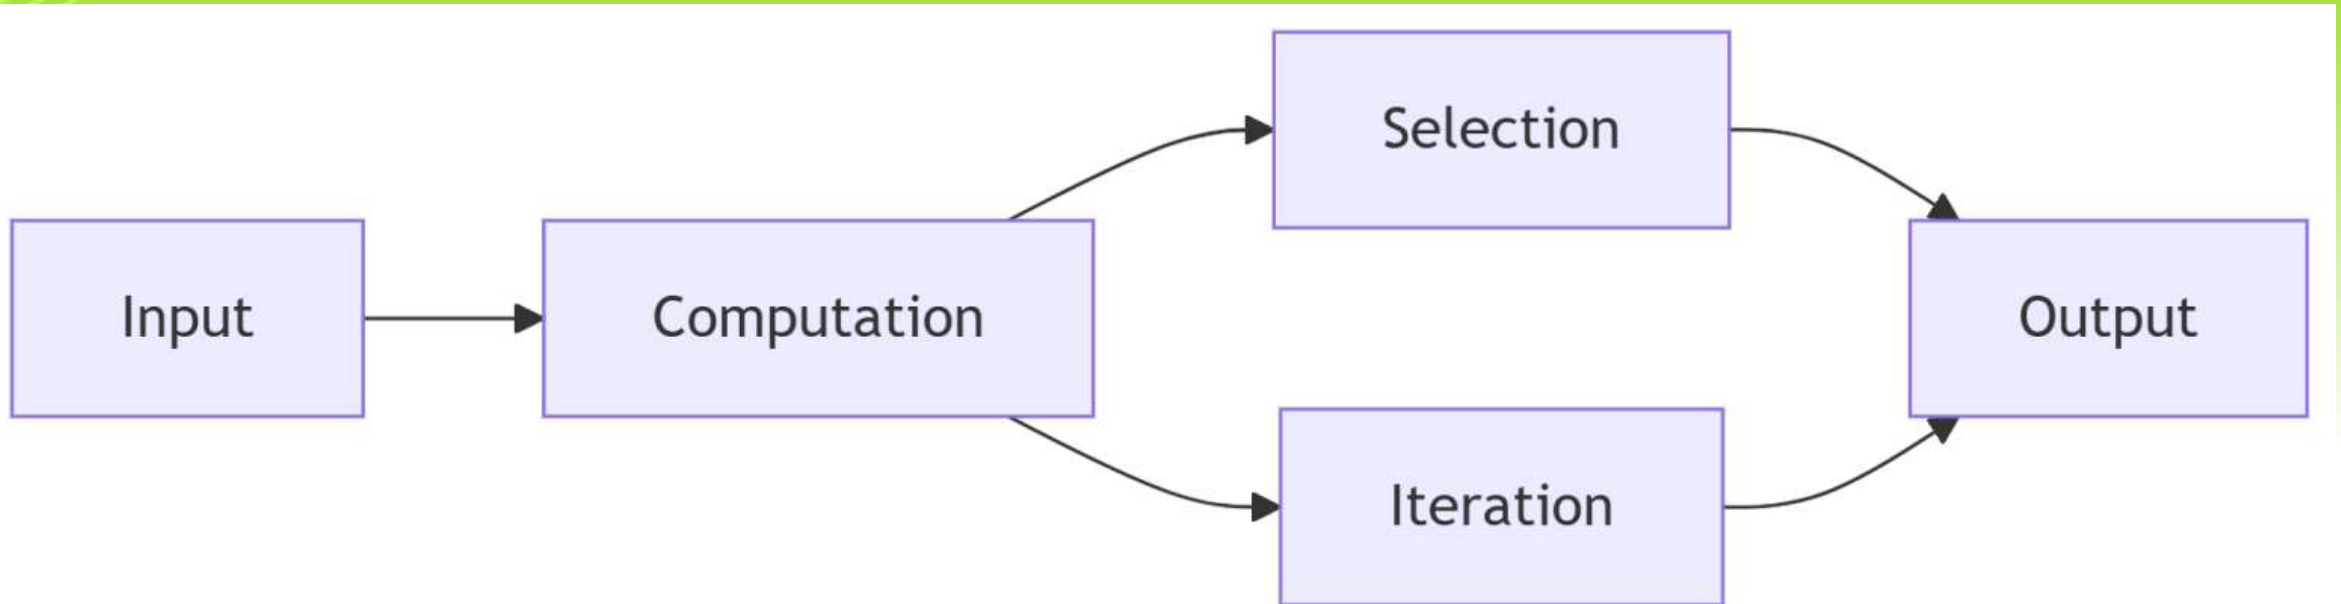 Input
Computation
Selection
Iteration
Output